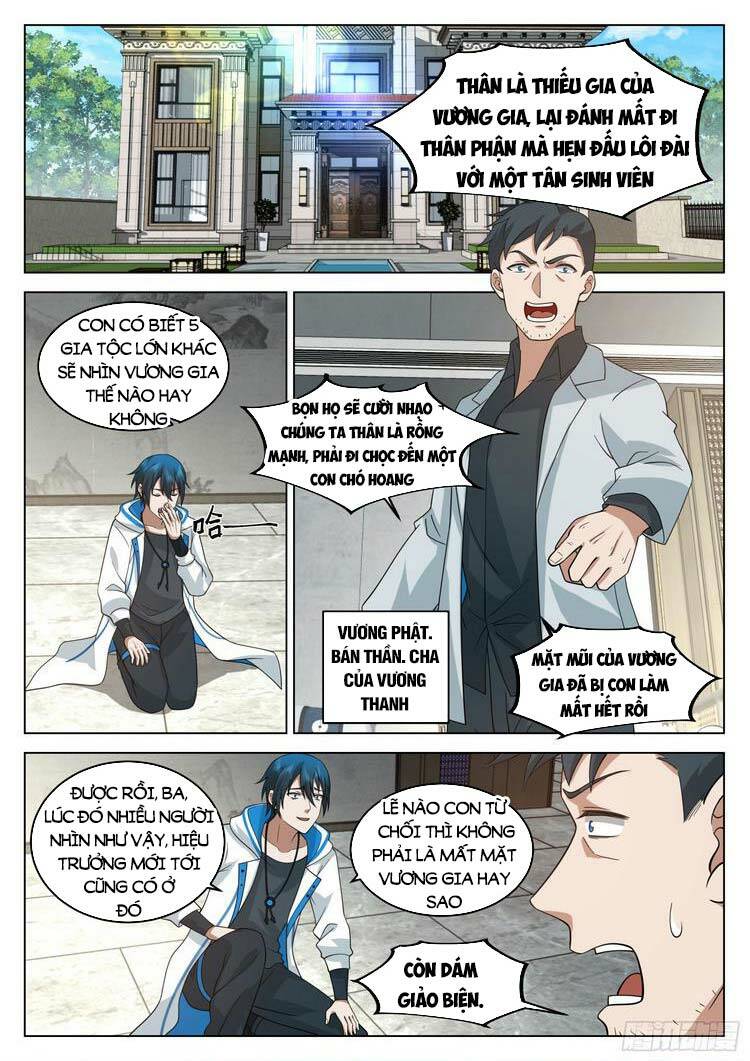 THÂN LÀ THIẾU GIA CỦA
VƯƠNG GIA, LẠI ĐÁNH MẤT ĐI
THÂN PHẬN MÀ HẸN ĐẤU LÔI ĐÀI
VỚI MỘT TÂN SINH VIÊN
CON CÓ BIẾT 5
GIA TỘC LỚN KHÁC
SẼ NHÌN VƯƠNG GIA
THẾ NÀO HAY
KHÔNG
BỌN HỌ SẼ CƯỜI NHẠO
CHÚNG TA THÂN LÀ RỒNG
MẠNH, PHẢI ĐI CHỌC ĐẾN MỘT
CON CHÓ HOANG
哈
VƯƠNG PHẬT.
BÁN THẦN. CHA
CỦA VƯƠNG
THANH
MẶT MŨI CỦA VƯƠNG
GIA ĐÃ BỊ CON LÀM
MẤT HẾT RỒI
ĐƯỢC RỒI, BA,
LÚC ĐÓ NHIỀU NGƯỜI
NHÌN NHƯ VẬY, HIỆU
TRƯỞNG MỚI TỚI
CŨNG CÓ Ở
ĐÓ
LẼ NÀO CON TỪ
CHỐI THÌ KHÔNG
PHẢI LÀ MẤT MẶT
VƯƠNG GIA HAY
SAO
CÒN DÁM
GIẢO BIỆN.